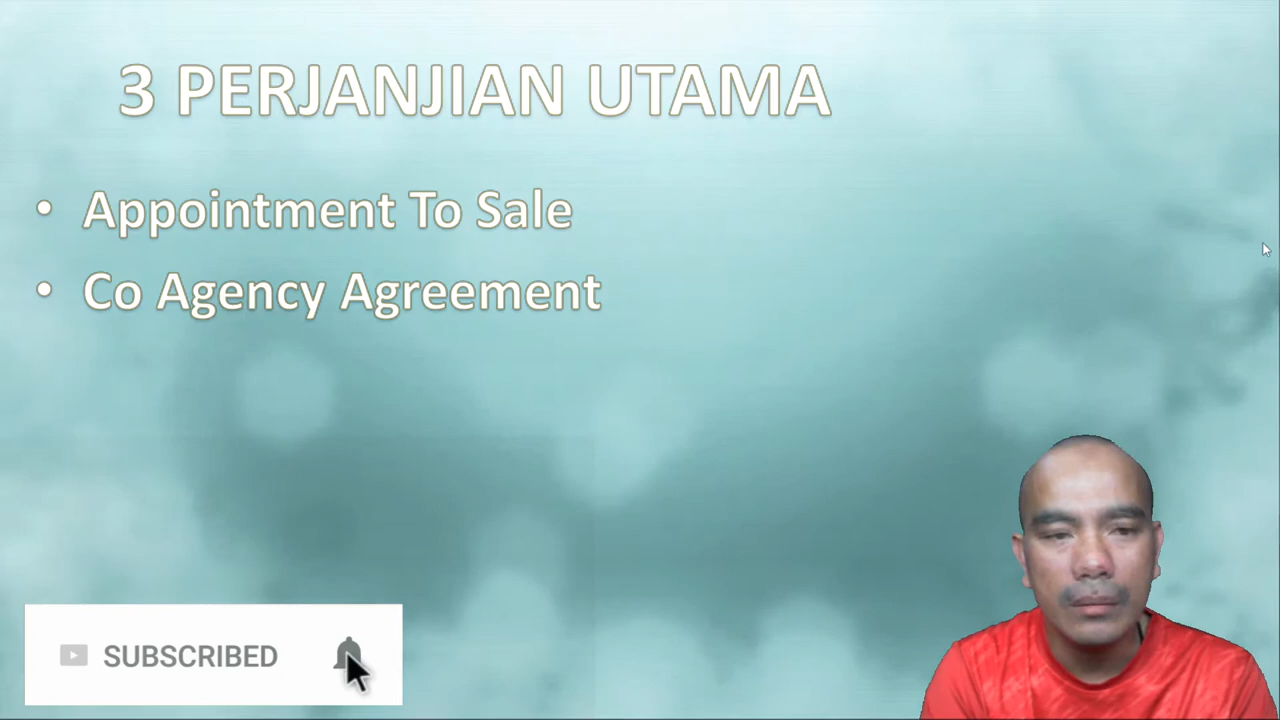 3 PERJANJIAN UTAMA
• Appointment To Sale
• Co Agency Agreement
SUBSCRIBED